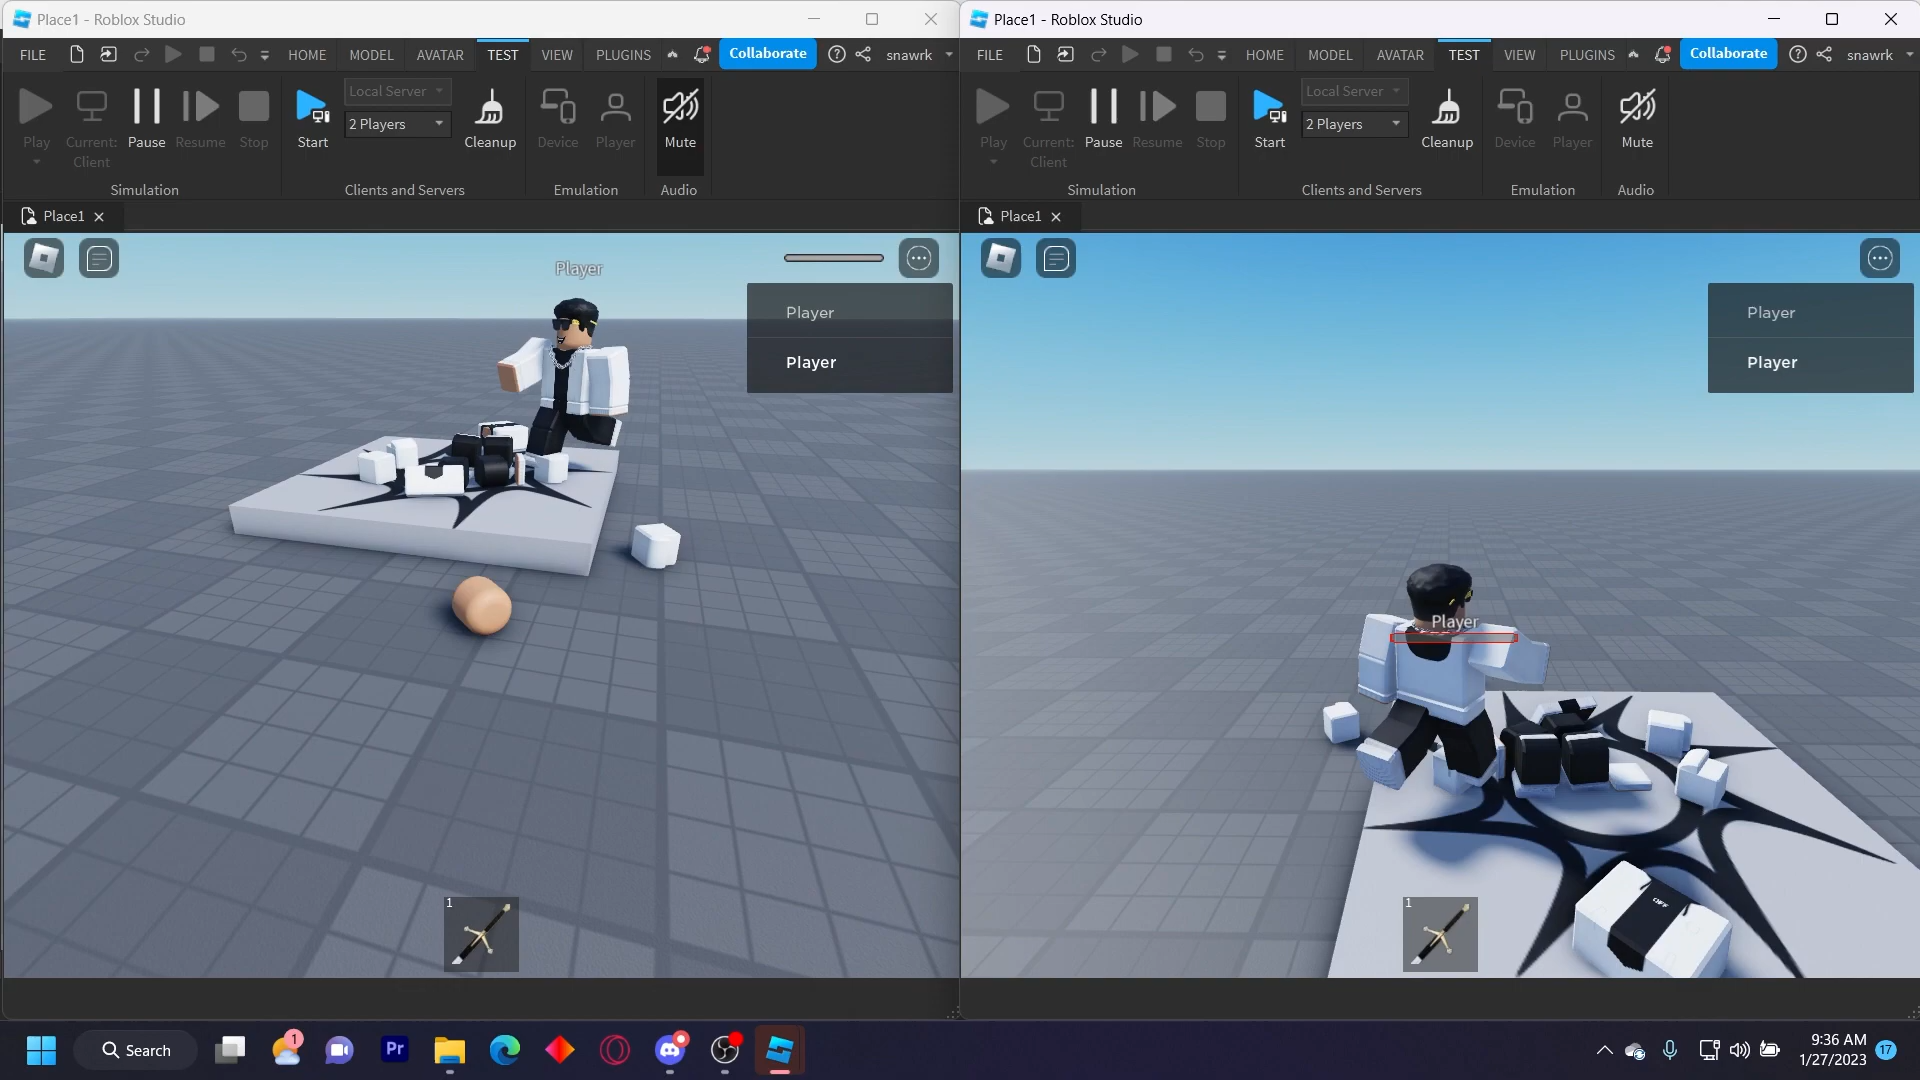 Place1 - Roblox Studio
FILE HOME MODEL AVATAR TEST VIEW PLUGINS Collaborate snawrk
Play Current: Client Pause Resume Stop Start Local Server 2 Players Cleanup Device Player Mute
Simulation Clients and Servers Emulation Audio
Place1
Player
Player
Player
1
Place1 - Roblox Studio
FILE HOME MODEL AVATAR TEST VIEW PLUGINS Collaborate snawrk
Play Current: Client Pause Resume Stop Start Local Server 2 Players Cleanup Device Player Mute
Simulation Clients and Servers Emulation Audio
Place1
Player
Player
Player
1
Search
1
Pr
9:36 AM
1/27/2023
17